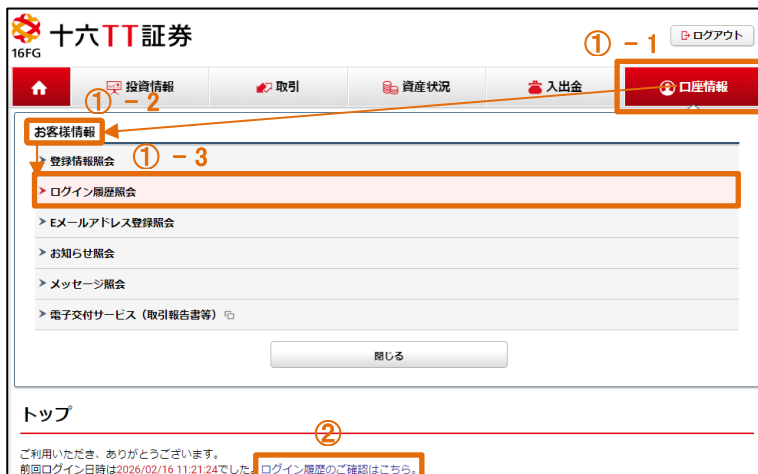 16FG
十六TT証券
① － 1
ログアウト
投資情報
取引
資産状況
入出金
口座情報
① － 2
お客様情報
① － 3
登録情報照会
ログイン履歴照会
Eメールアドレス登録照会
お知らせ照会
メッセージ照会
電子交付サービス（取引報告書等）
閉じる
トップ
②
ご利用いただき、ありがとうございます。
前回ログイン日時は2026/02/16 11:21:24でした。ログイン履歴のご確認はこちら。